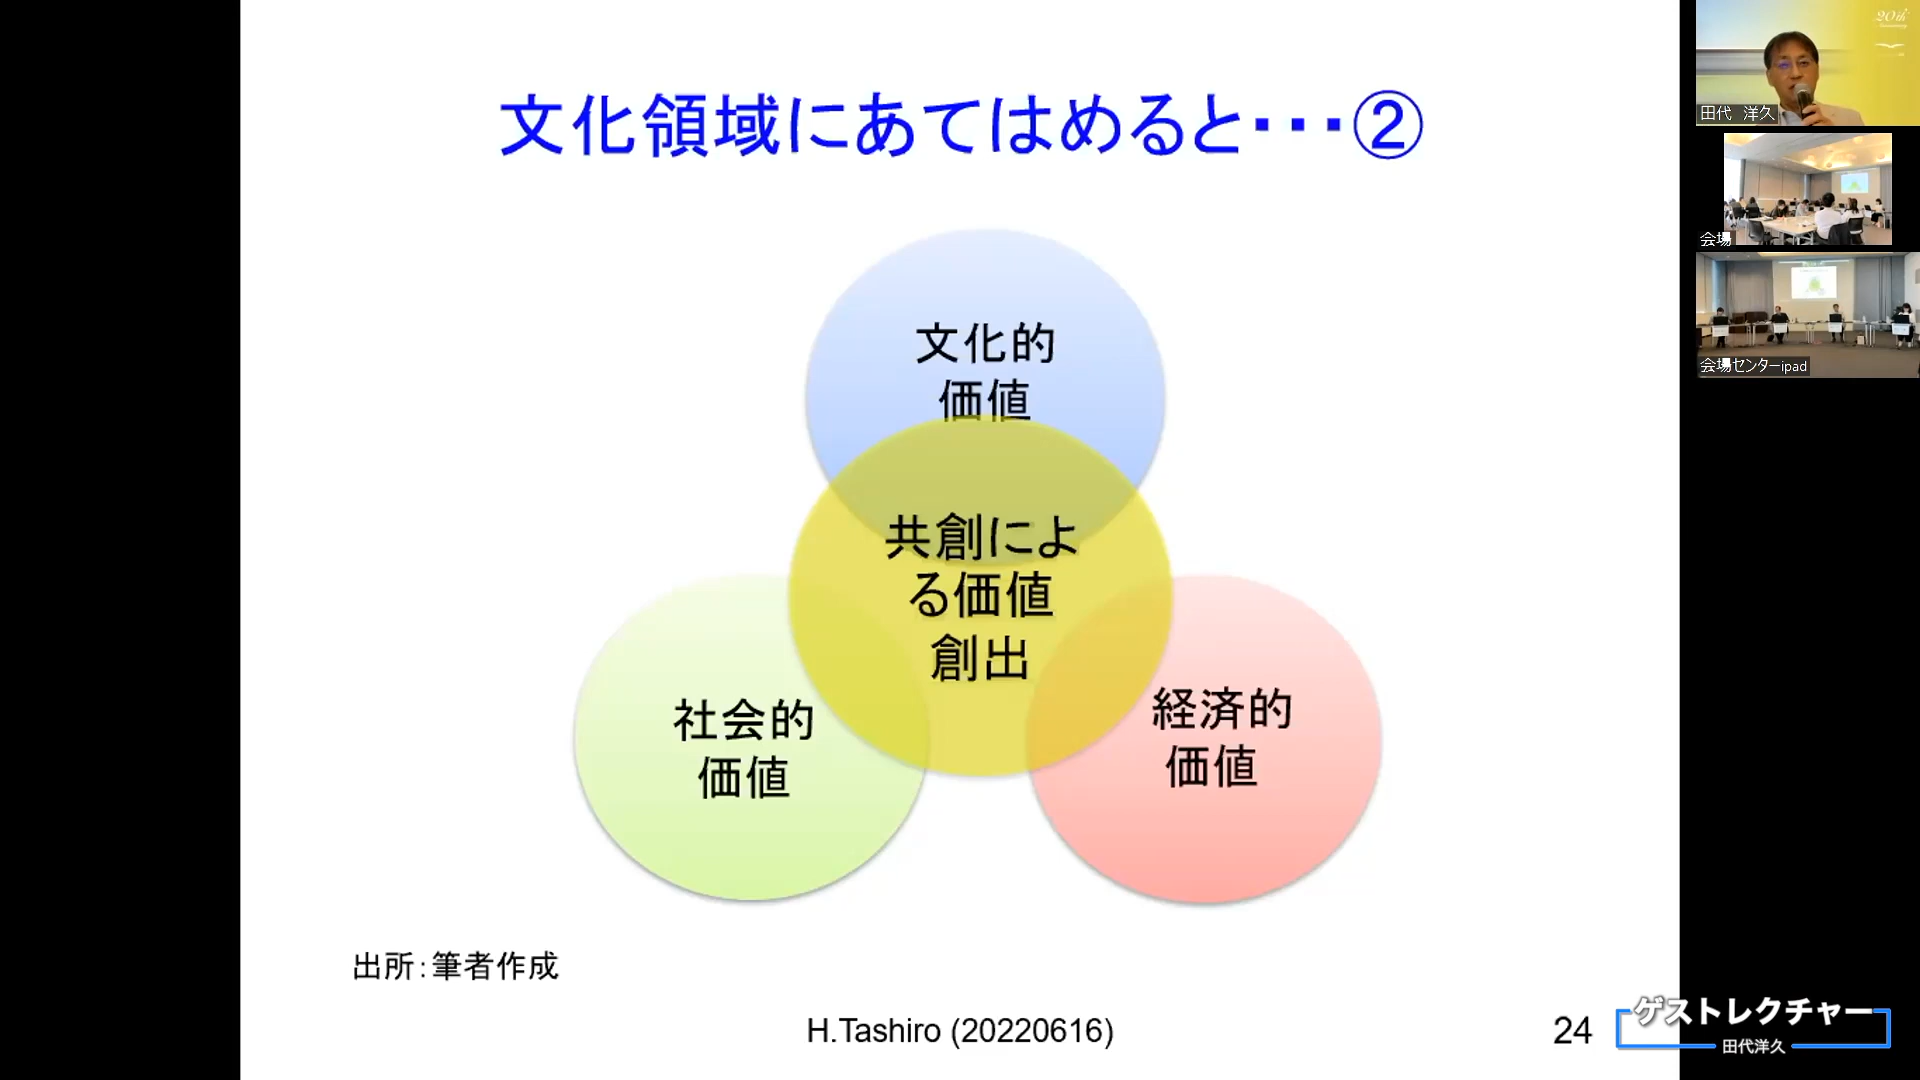 文化領域にあてはめると・・・②
文化的
価値
共創によ
る価値
創出
社会的
価値
経済的
価値
出所：筆者作成
H.Tashiro (20220616)
24
20th
田代 洋久
会場
会場センターipad
ゲストレクチャー
田代洋久